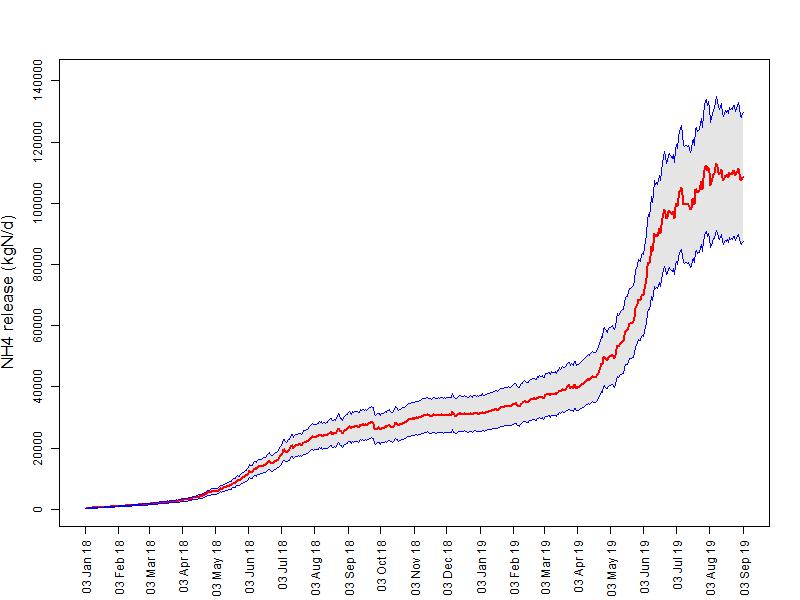 NH4 release (kgN/d)
140000
120000
100000
80000
60000
40000
20000
0
03 Jan 18
03 Feb 18
03 Mar 18
03 Apr 18
03 May 18
03 Jun 18
03 Jul 18
03 Aug 18
03 Sep 18
03 Oct 18
03 Nov 18
03 Dec 18
03 Jan 19
03 Feb 19
03 Mar 19
03 Apr 19
03 May 19
03 Jun 19
03 Jul 19
03 Aug 19
03 Sep 19